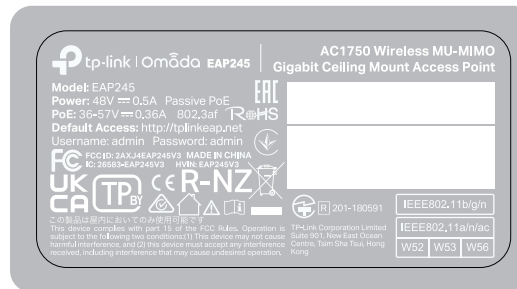 tp-link | Omāda EAP245
AC1750 Wireless MU-MIMO
Gigabit Ceiling Mount Access Point
Model: EAP245
Power: 48V ⎓ 0.5A Passive PoE
PoE: 36-57V ⎓ 0.36A 802.3af
EAC
RoHS
Default Access: http://tplinkeap.net
Username: admin Password: admin
FC FCC ID: 2AXJ4EAP245V3 MADE IN CHINA
IC: 26583-EAP245V3 HVIN: EAP245V3
UK
CA
TP
BY
CE R-NZ
この製品は屋内においてのみ使用可能です
This device complies with part 15 of the FCC Rules. Operation is
subject to the following two conditions:(1) This device may not cause
harmful interference, and (2) this device must accept any interference
received, including interference that may cause undesired operation.
R 201-180591
TP-Link Corporation Limited
Suite 901, New East Ocean
Centre, Tsim Sha Tsui, Hong
Kong
IEEE802.11b/g/n
IEEE802.11a/n/ac
W52 W53 W56